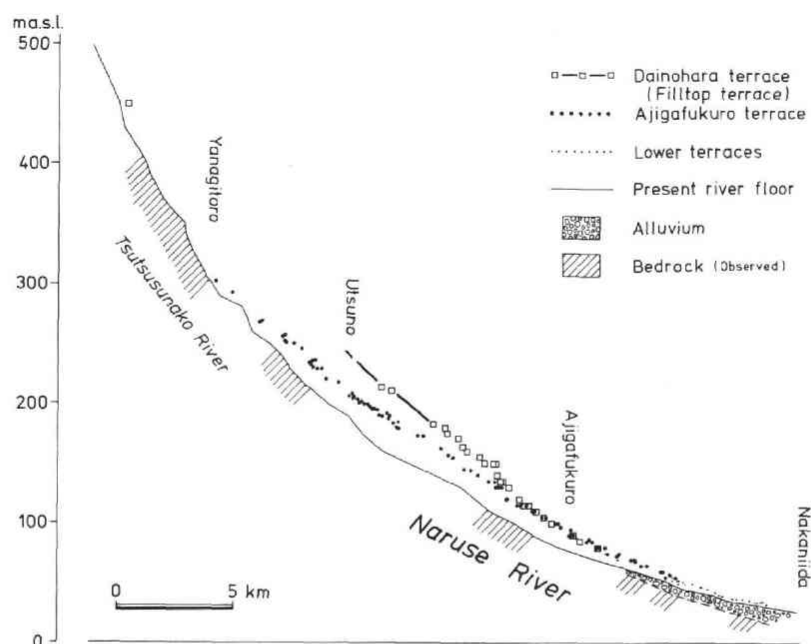 m a.s.l.
500
400
300
200
100
0
Dainohara terrace
(Filltop terrace)
Ajigafukuro terrace
Lower terraces
Present river floor
Alluvium
Bedrock (Observed)
Yanagitoro
Tsutsusunako River
Utsuno
Ajigafukuro
Naruse River
Nakaniida
0 5 km